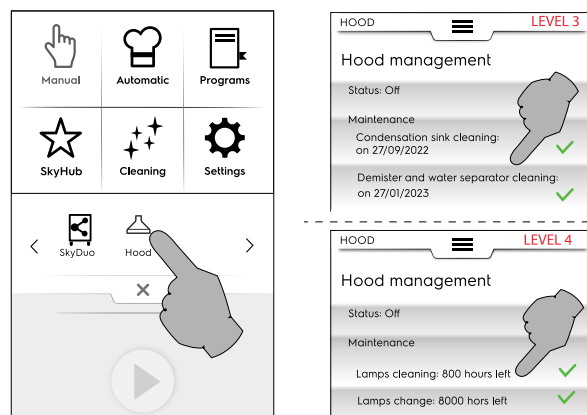 Manual Automatic Programs
SkyHub Cleaning Settings
SkyDuo Hood
HOOD LEVEL 3
Hood management
Status: Off
Maintenance
Condensation sink cleaning:
on 27/09/2022
Demister and water separator cleaning:
on 27/01/2023
HOOD LEVEL 4
Hood management
Status: Off
Maintenance
Lamps cleaning: 800 hours left
Lamps change: 8000 hors left